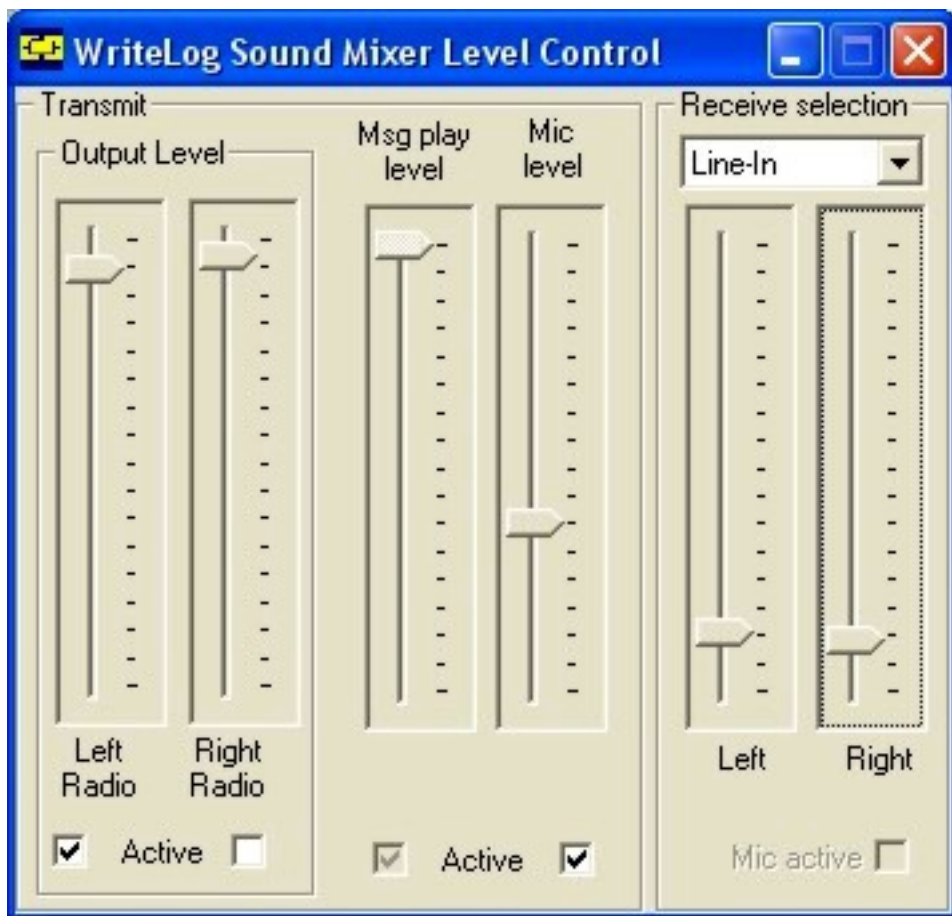 WriteLog Sound Mixer Level Control
Transmit
Output Level
Msg play
level
Mic
level
Receive selection
Line-In
Left
Radio
Right
Radio
Left
Right
Active
Active
Mic active